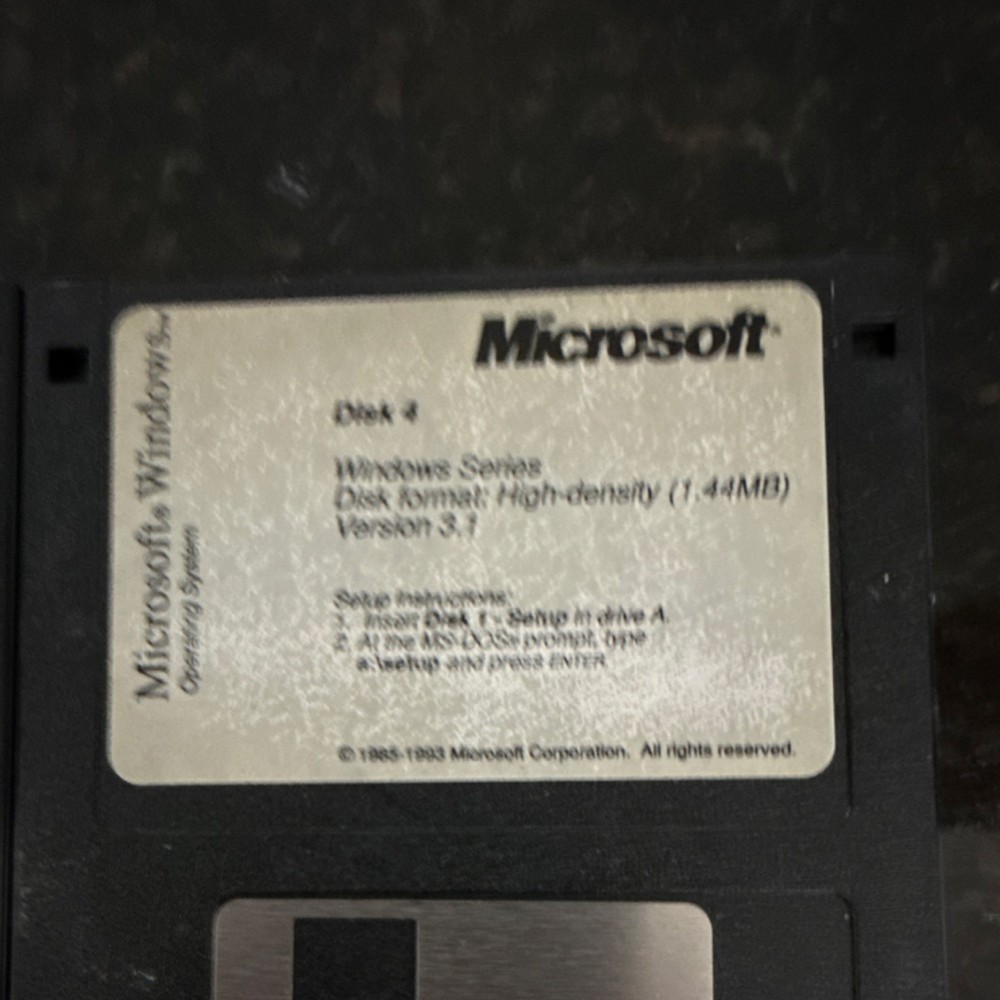 Microsoft®
Disk 4
Windows Series
Disk format: High-density (1.44MB)
Version 3.1
Setup Instructions:
1. Insert Disk 1 - Setup in drive A.
2. At the MS-DOS® prompt, type
a:\setup and press ENTER.
© 1985-1993 Microsoft Corporation. All rights reserved.
Microsoft® Windows™
Operating System